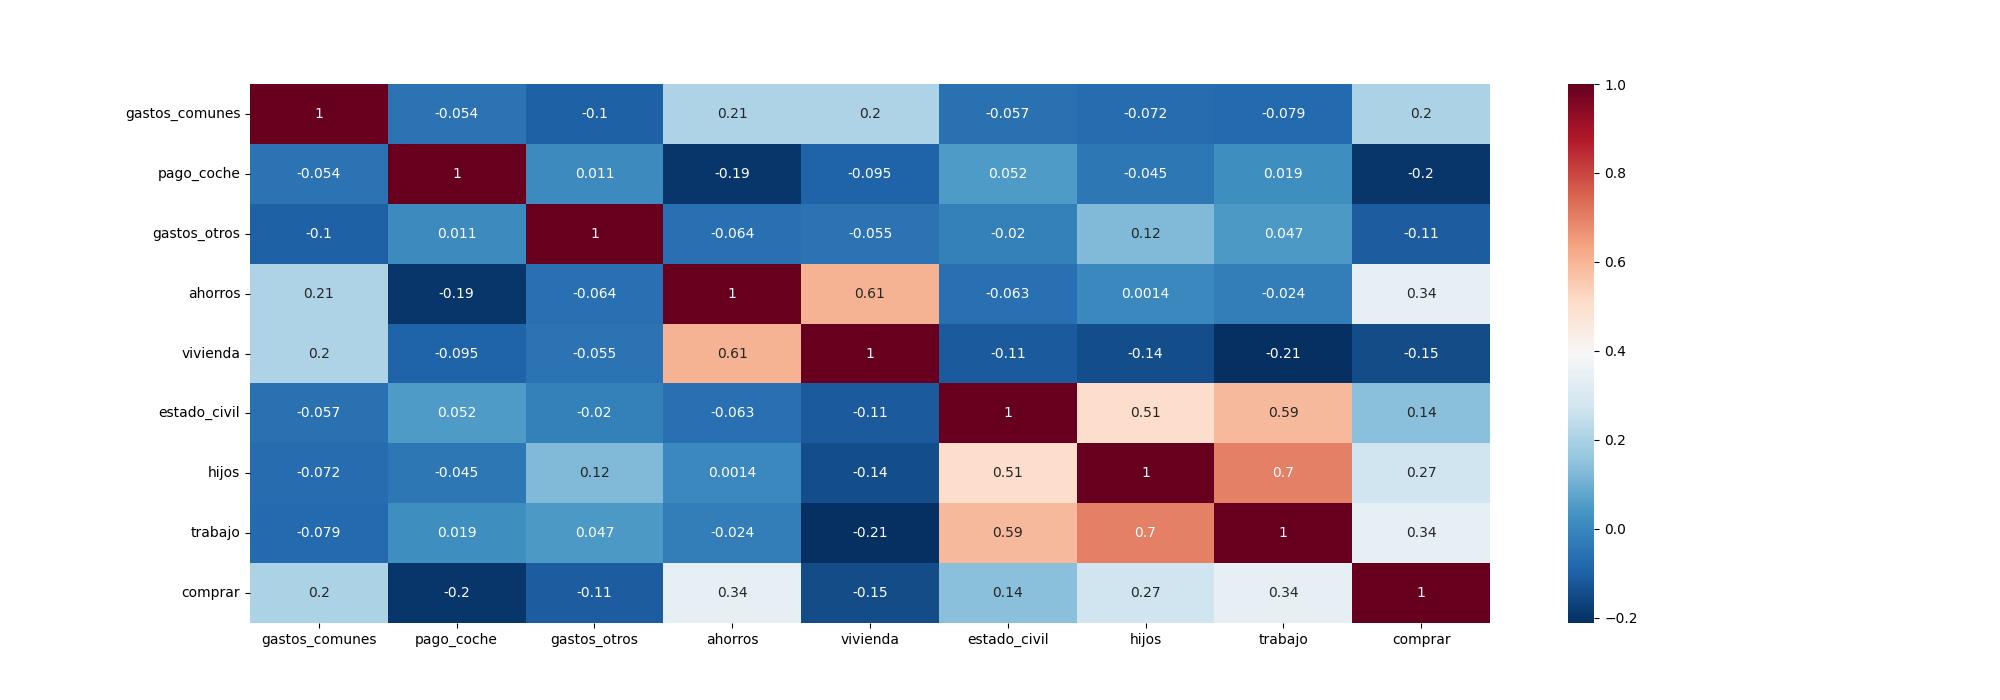 gastos_comunes 1 -0.054 -0.1 0.21 0.2 -0.057 -0.072 -0.079 0.2
pago_coche -0.054 1 0.011 -0.19 -0.095 0.052 -0.045 0.019 -0.2
gastos_otros -0.1 0.011 1 -0.064 -0.055 -0.02 0.12 0.047 -0.11
ahorros 0.21 -0.19 -0.064 1 0.61 -0.063 0.0014 -0.024 0.34
vivienda 0.2 -0.095 -0.055 0.61 1 -0.11 -0.14 -0.21 -0.15
estado_civil -0.057 0.052 -0.02 -0.063 -0.11 1 0.51 0.59 0.14
hijos -0.072 -0.045 0.12 0.0014 -0.14 0.51 1 0.7 0.27
trabajo -0.079 0.019 0.047 -0.024 -0.21 0.59 0.7 1 0.34
comprar 0.2 -0.2 -0.11 0.34 -0.15 0.14 0.27 0.34 1
gastos_comunes pago_coche gastos_otros ahorros vivienda estado_civil hijos trabajo comprar
1.0
0.8
0.6
0.4
0.2
0.0
−0.2